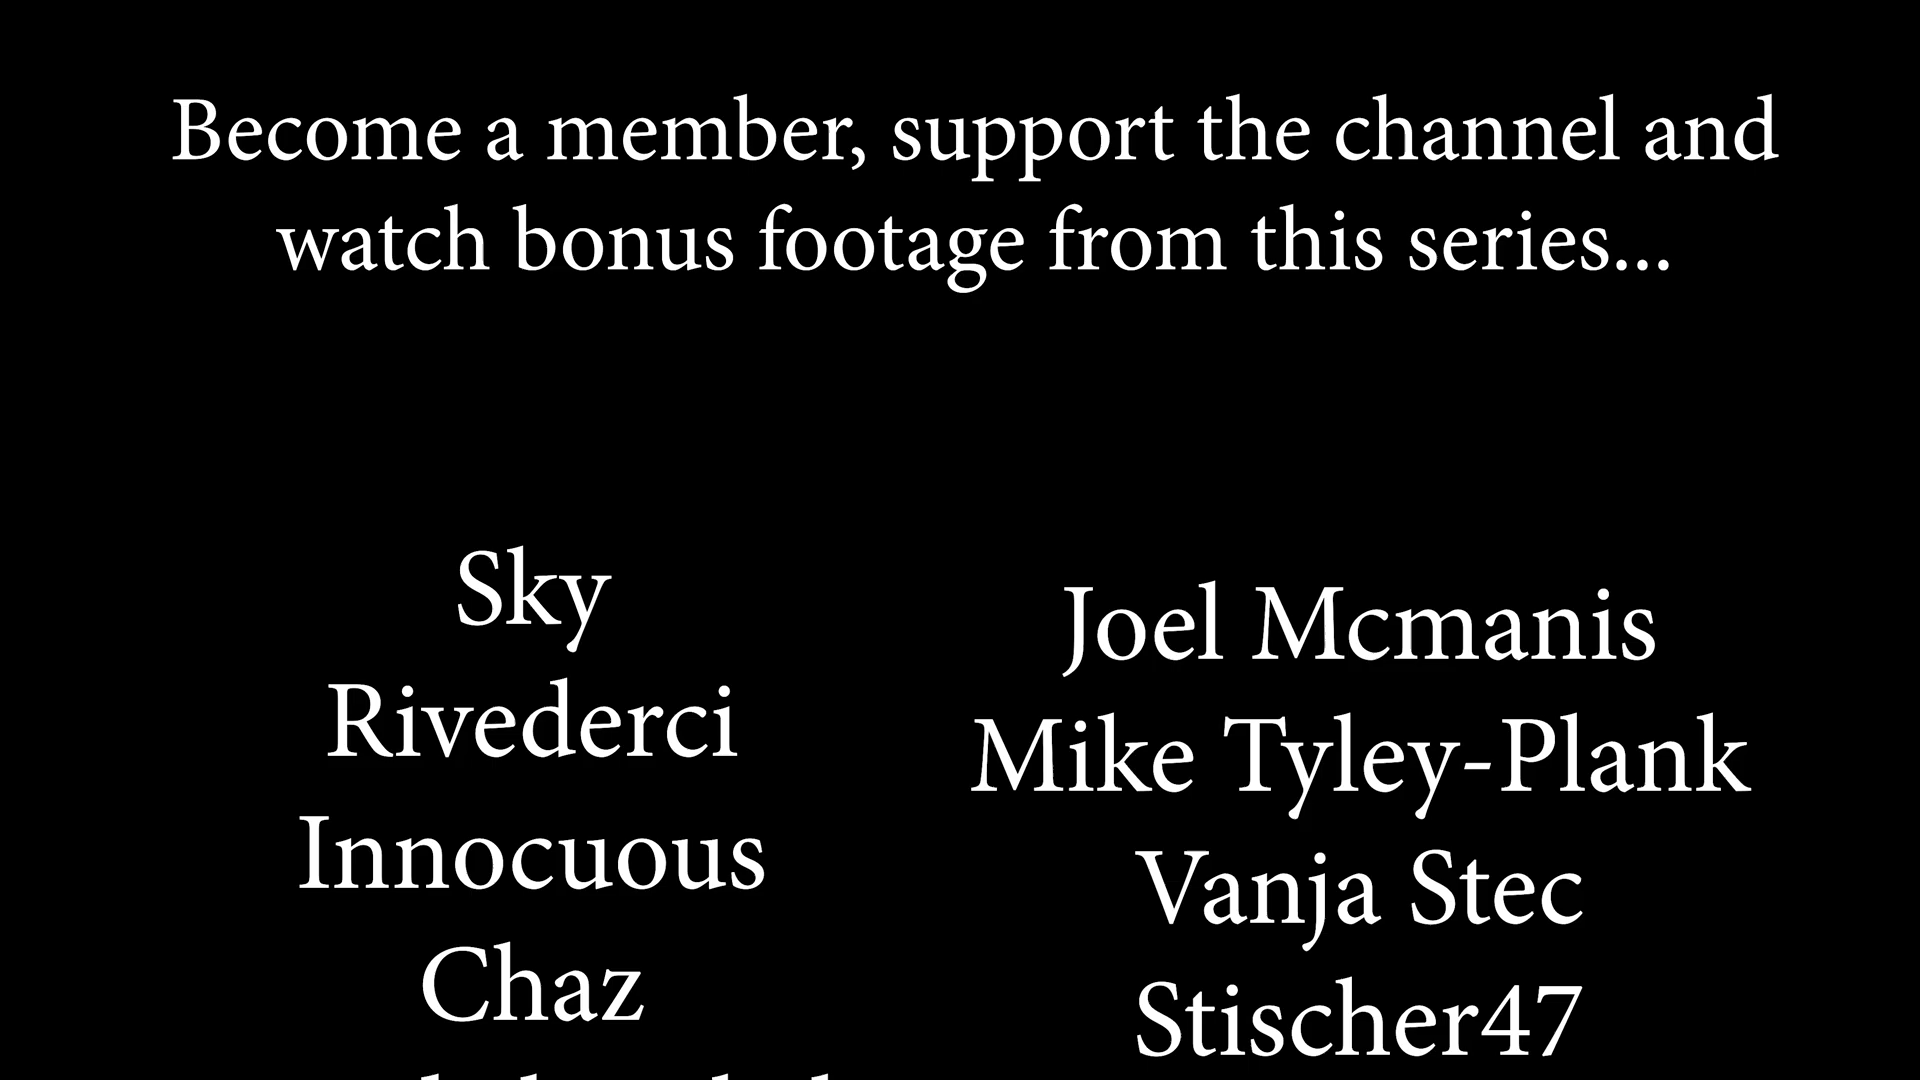 Become a member, support the channel and
watch bonus footage from this series...
Sky
Rivederci
Innocuous
Chaz
Joel Mcmanis
Mike Tyley-Plank
Vanja Stec
Stischer47